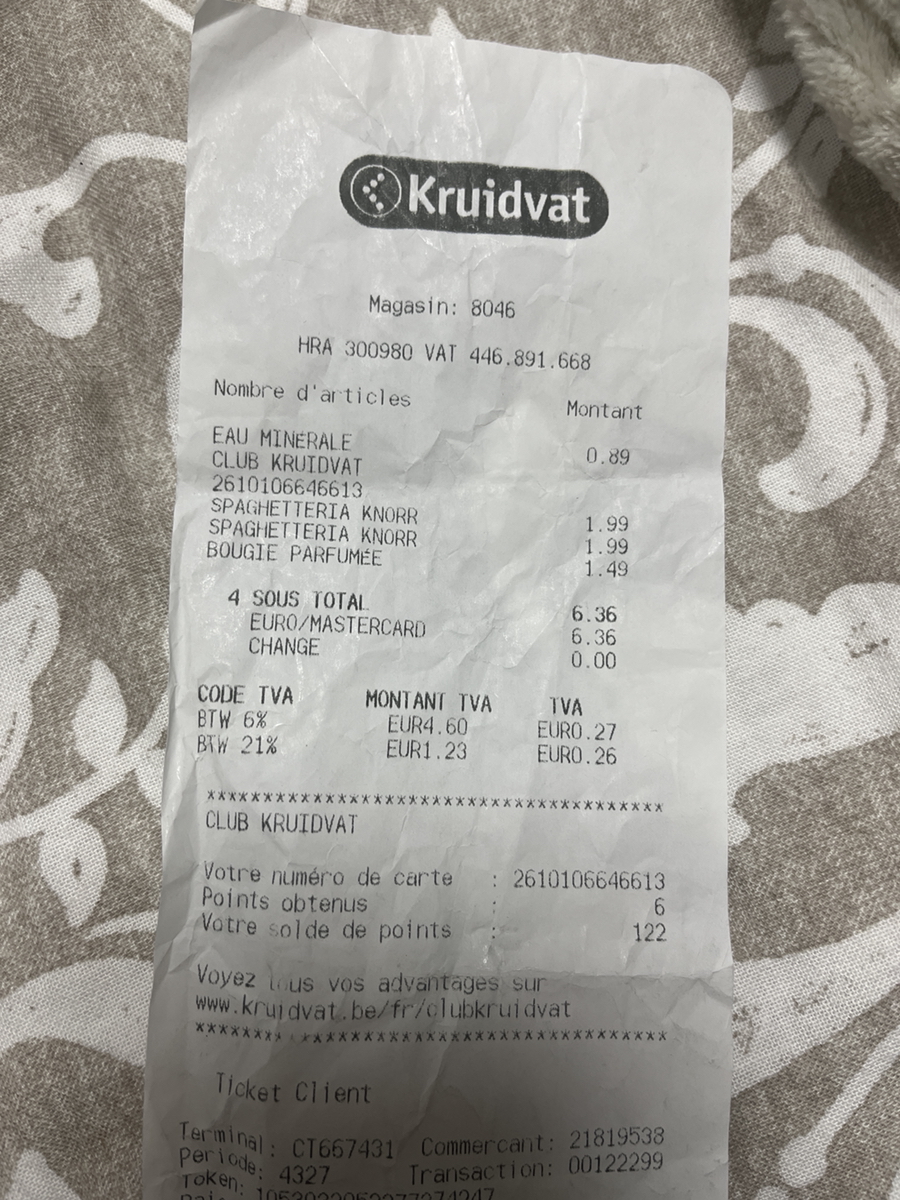 Kruidvat
Magasin: 8046
HRA 300980 VAT 446.891.668
Nombre d'articles Montant
EAU MINÉRALE 0.89
CLUB KRUIDVAT
2610106646613
SPAGHETTERIA KNORR 1.99
SPAGHETTERIA KNORR 1.99
BOUGIE PARFUMÉE 1.49
4 SOUS TOTAL 6.36
EURO/MASTERCARD 6.36
CHANGE 0.00
CODE TVA MONTANT TVA TVA
BTW 6% EUR4.60 EUR0.27
BTW 21% EUR1.23 EUR0.26
***************************************
CLUB KRUIDVAT
Votre numéro de carte : 2610106646613
Points obtenus : 6
Votre solde de points : 122
Voyez tous vos advantages sur
www.kruidvat.be/fr/clubkruidvat
***************************************
Ticket Client
Terminal: CT667431 Commercant: 21819538
Periode: 4327 Transaction: 00122299
Token: